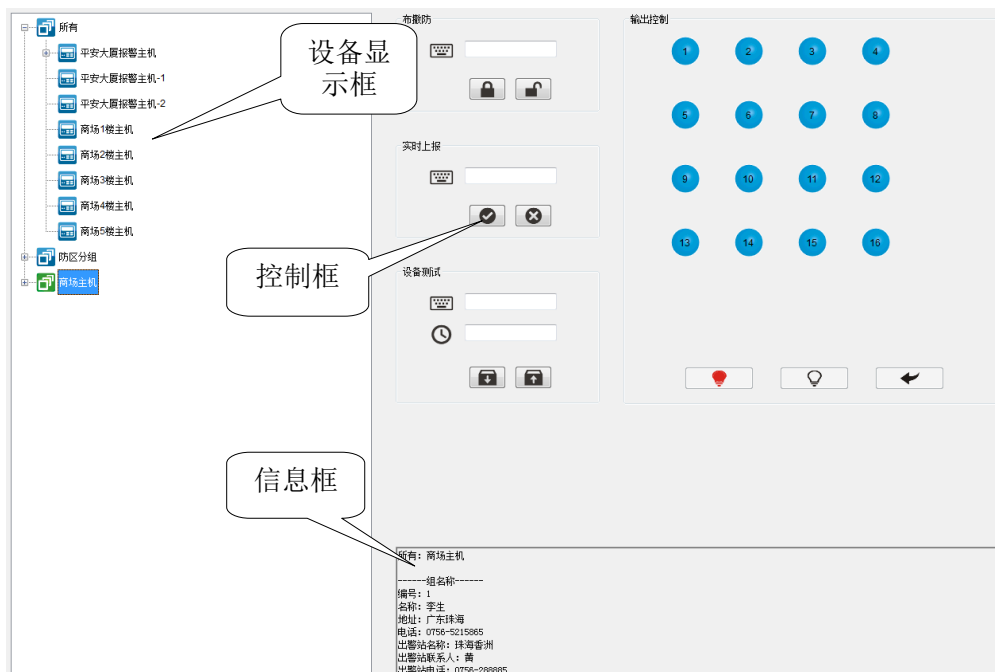 所有
平安大厦报警主机
平安大厦报警主机-1
平安大厦报警主机-2
商场1楼主机
商场2楼主机
商场3楼主机
商场4楼主机
商场5楼主机
防区分组
商场主机
设备显
示框
控制框
信息框
布撤防
实时上报
设备测试
输出控制
1 2 3 4
5 6 7 8
9 10 11 12
13 14 15 16
所有: 商场主机
------组名称------
编号: 1
名称: 李生
地址: 广东珠海
电话: 0756-5215865
出警站名称: 珠海香洲
出警站联系人: 黄
出警站电话: 0756-288885